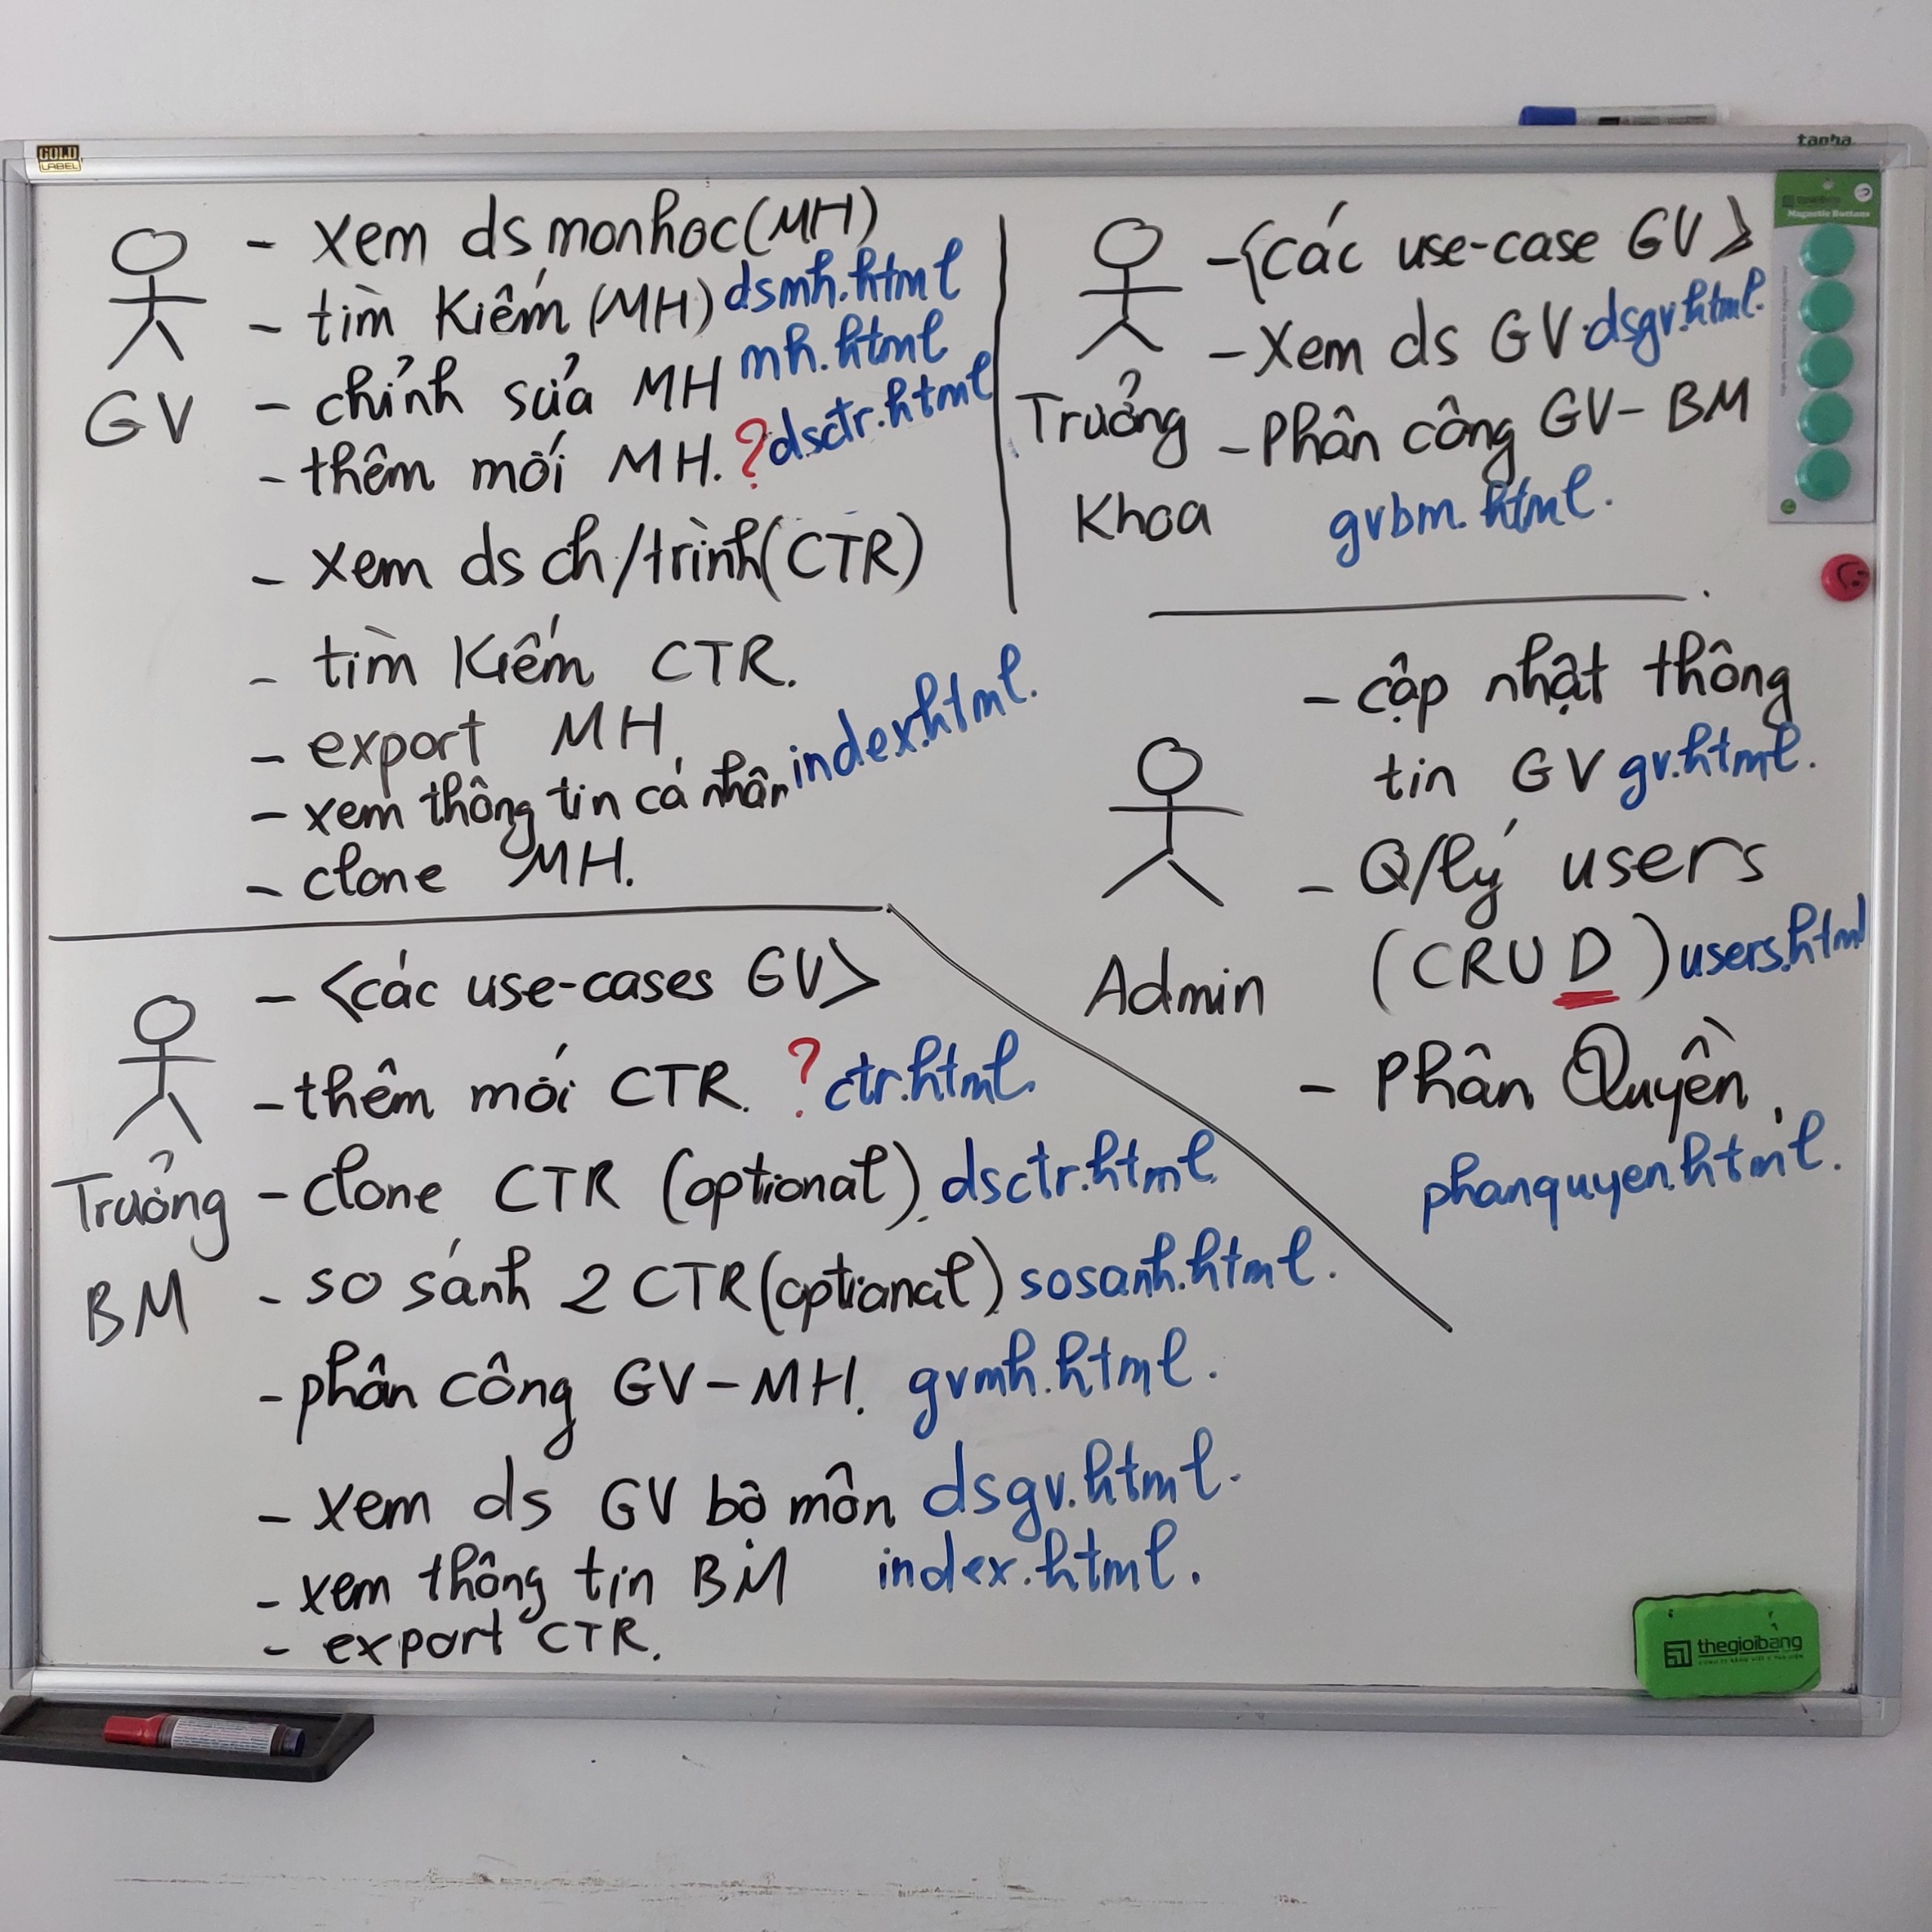 GOLD
LABEL
tanha
Magnetic Buttons
GV
- xem ds monhoc (MH)
- tìm kiếm (MH) dsmh.html
- chỉnh sửa MH mh.html
- thêm mới MH. ? dsctr.html
- xem ds ch/trình (CTR)
- tìm kiếm CTR.
- export MH.
- xem thông tin cá nhân index.html.
- clone MH.
Trưởng
Khoa
- <các use-case GV>
- Xem ds GV. dsgv.html.
- Phân công GV - BM
gvbm.html.
Admin
- cập nhật thông
tin GV gv.html.
- Q/lý users
(CRUD) users.html
- Phân Quyền.
phanquyen.html.
Trưởng
BM
- <các use-cases GV>
- thêm mới CTR. ? ctr.html.
- clone CTR (optional). dsctr.html
- so sánh 2 CTR (optional) sosanh.html.
- phân công GV - MH. gvmh.html.
- xem ds GV bộ môn dsgv.html.
- xem thông tin BM index.html.
- export CTR.
thegioibang